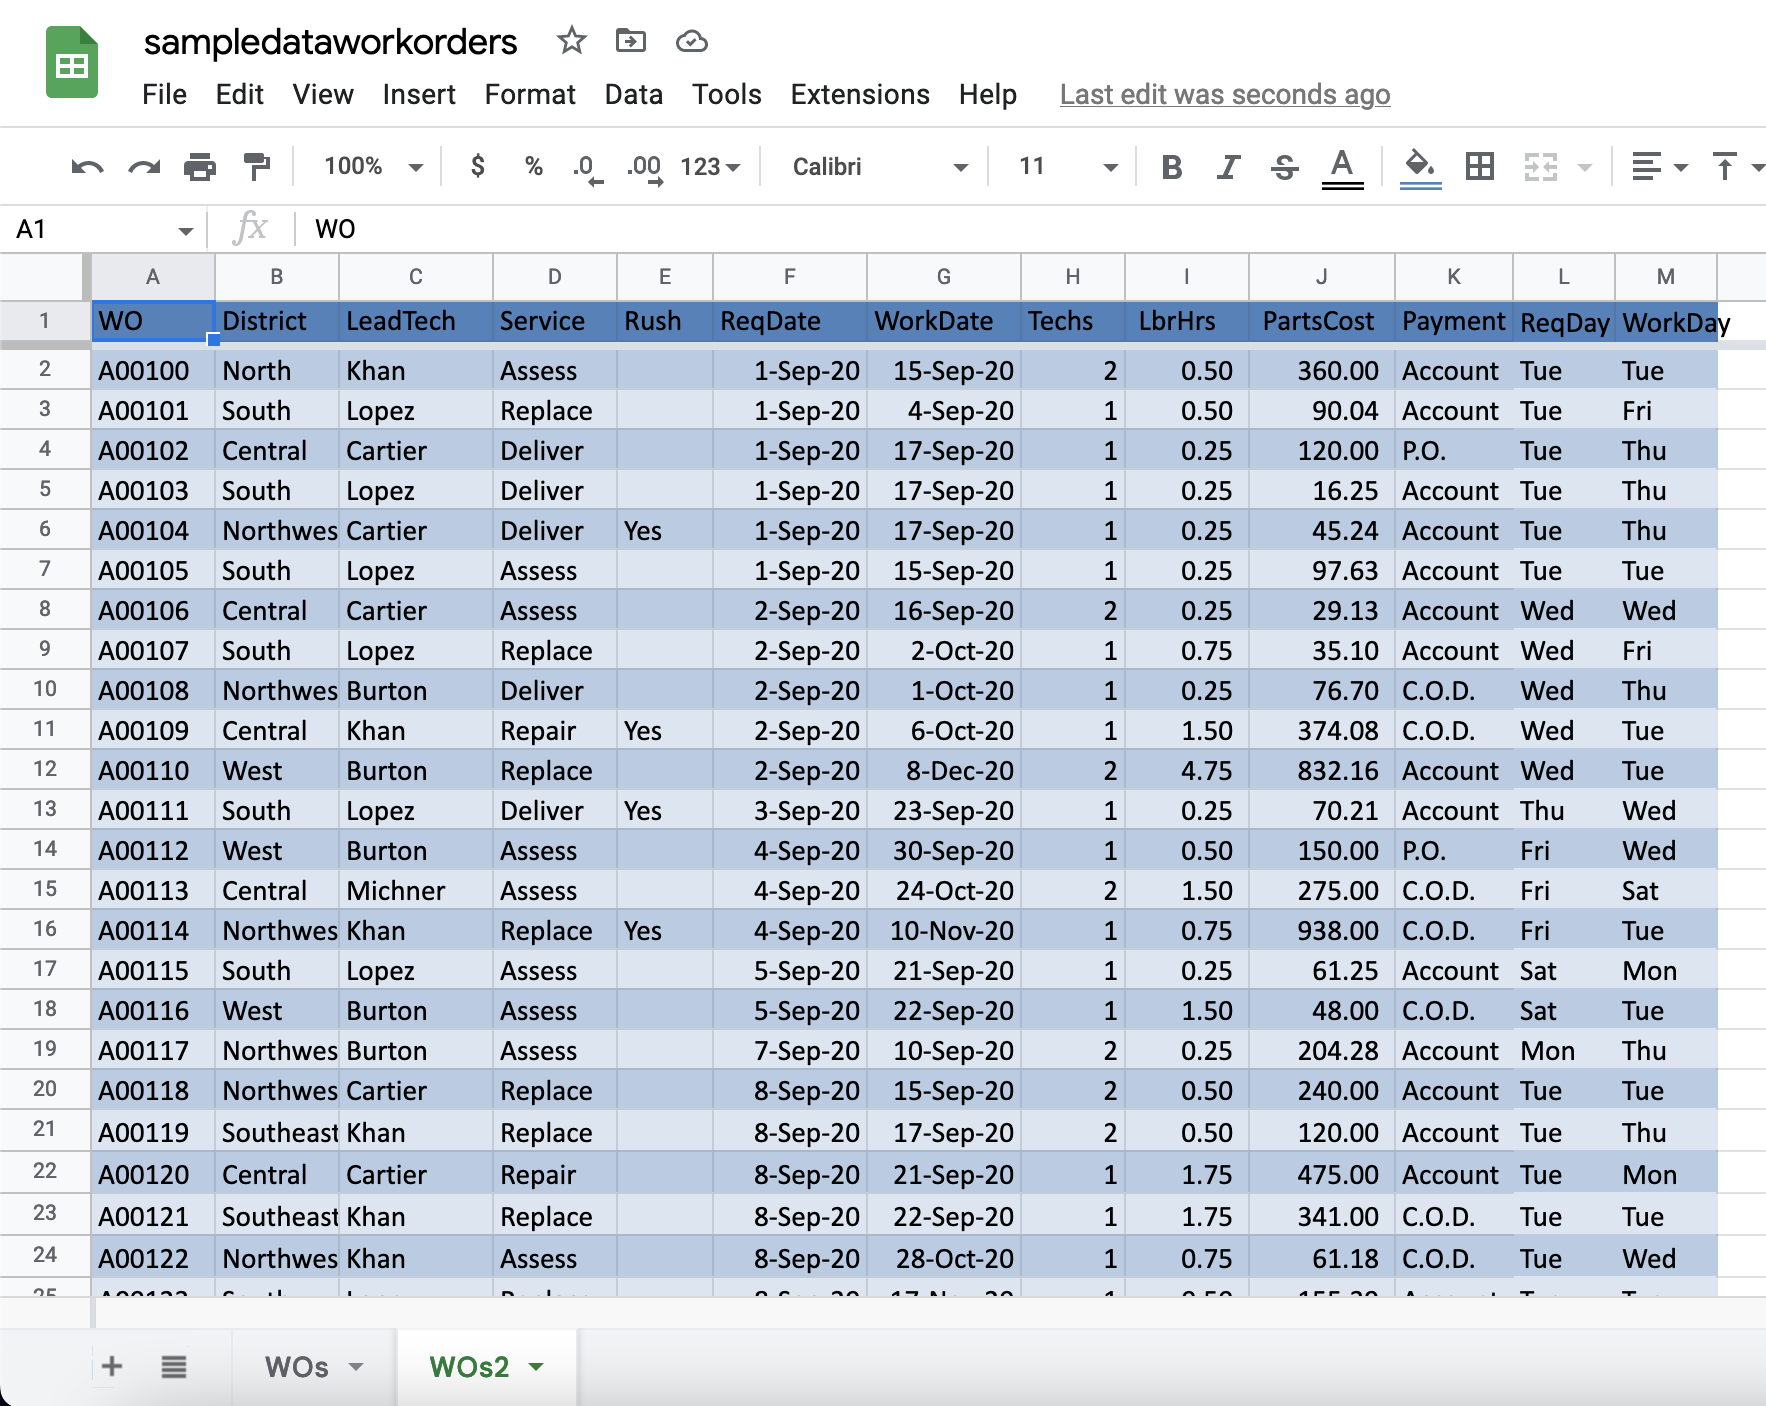 sampledataworkorders
File Edit View Insert Format Data Tools Extensions Help Last edit was seconds ago
100% $ % .0 .00 123 Calibri 11 B I S A
A1 fx WO
A B C D E F G H I J K L M
1 WO District LeadTech Service Rush ReqDate WorkDate Techs LbrHrs PartsCost Payment ReqDay WorkDay
2 A00100 North Khan Assess 1-Sep-20 15-Sep-20 2 0.50 360.00 Account Tue Tue
3 A00101 South Lopez Replace 1-Sep-20 4-Sep-20 1 0.50 90.04 Account Tue Fri
4 A00102 Central Cartier Deliver 1-Sep-20 17-Sep-20 1 0.25 120.00 P.O. Tue Thu
5 A00103 South Lopez Deliver 1-Sep-20 17-Sep-20 1 0.25 16.25 Account Tue Thu
6 A00104 Northwes Cartier Deliver Yes 1-Sep-20 17-Sep-20 1 0.25 45.24 Account Tue Thu
7 A00105 South Lopez Assess 1-Sep-20 15-Sep-20 1 0.25 97.63 Account Tue Tue
8 A00106 Central Cartier Assess 2-Sep-20 16-Sep-20 2 0.25 29.13 Account Wed Wed
9 A00107 South Lopez Replace 2-Sep-20 2-Oct-20 1 0.75 35.10 Account Wed Fri
10 A00108 Northwes Burton Deliver 2-Sep-20 1-Oct-20 1 0.25 76.70 C.O.D. Wed Thu
11 A00109 Central Khan Repair Yes 2-Sep-20 6-Oct-20 1 1.50 374.08 C.O.D. Wed Tue
12 A00110 West Burton Replace 2-Sep-20 8-Dec-20 2 4.75 832.16 Account Wed Tue
13 A00111 South Lopez Deliver Yes 3-Sep-20 23-Sep-20 1 0.25 70.21 Account Thu Wed
14 A00112 West Burton Assess 4-Sep-20 30-Sep-20 1 0.50 150.00 P.O. Fri Wed
15 A00113 Central Michner Assess 4-Sep-20 24-Oct-20 2 1.50 275.00 C.O.D. Fri Sat
16 A00114 Northwes Khan Replace Yes 4-Sep-20 10-Nov-20 1 0.75 938.00 C.O.D. Fri Tue
17 A00115 South Lopez Assess 5-Sep-20 21-Sep-20 1 0.25 61.25 Account Sat Mon
18 A00116 West Burton Assess 5-Sep-20 22-Sep-20 1 1.50 48.00 C.O.D. Sat Tue
19 A00117 Northwes Burton Assess 7-Sep-20 10-Sep-20 2 0.25 204.28 Account Mon Thu
20 A00118 Northwes Cartier Replace 8-Sep-20 15-Sep-20 2 0.50 240.00 Account Tue Tue
21 A00119 Southeast Khan Replace 8-Sep-20 17-Sep-20 2 0.50 120.00 Account Tue Thu
22 A00120 Central Cartier Repair 8-Sep-20 21-Sep-20 1 1.75 475.00 Account Tue Mon
23 A00121 Southeast Khan Replace 8-Sep-20 22-Sep-20 1 1.75 341.00 C.O.D. Tue Tue
24 A00122 Northwes Khan Assess 8-Sep-20 28-Oct-20 1 0.75 61.18 C.O.D. Tue Wed
WOs WOs2